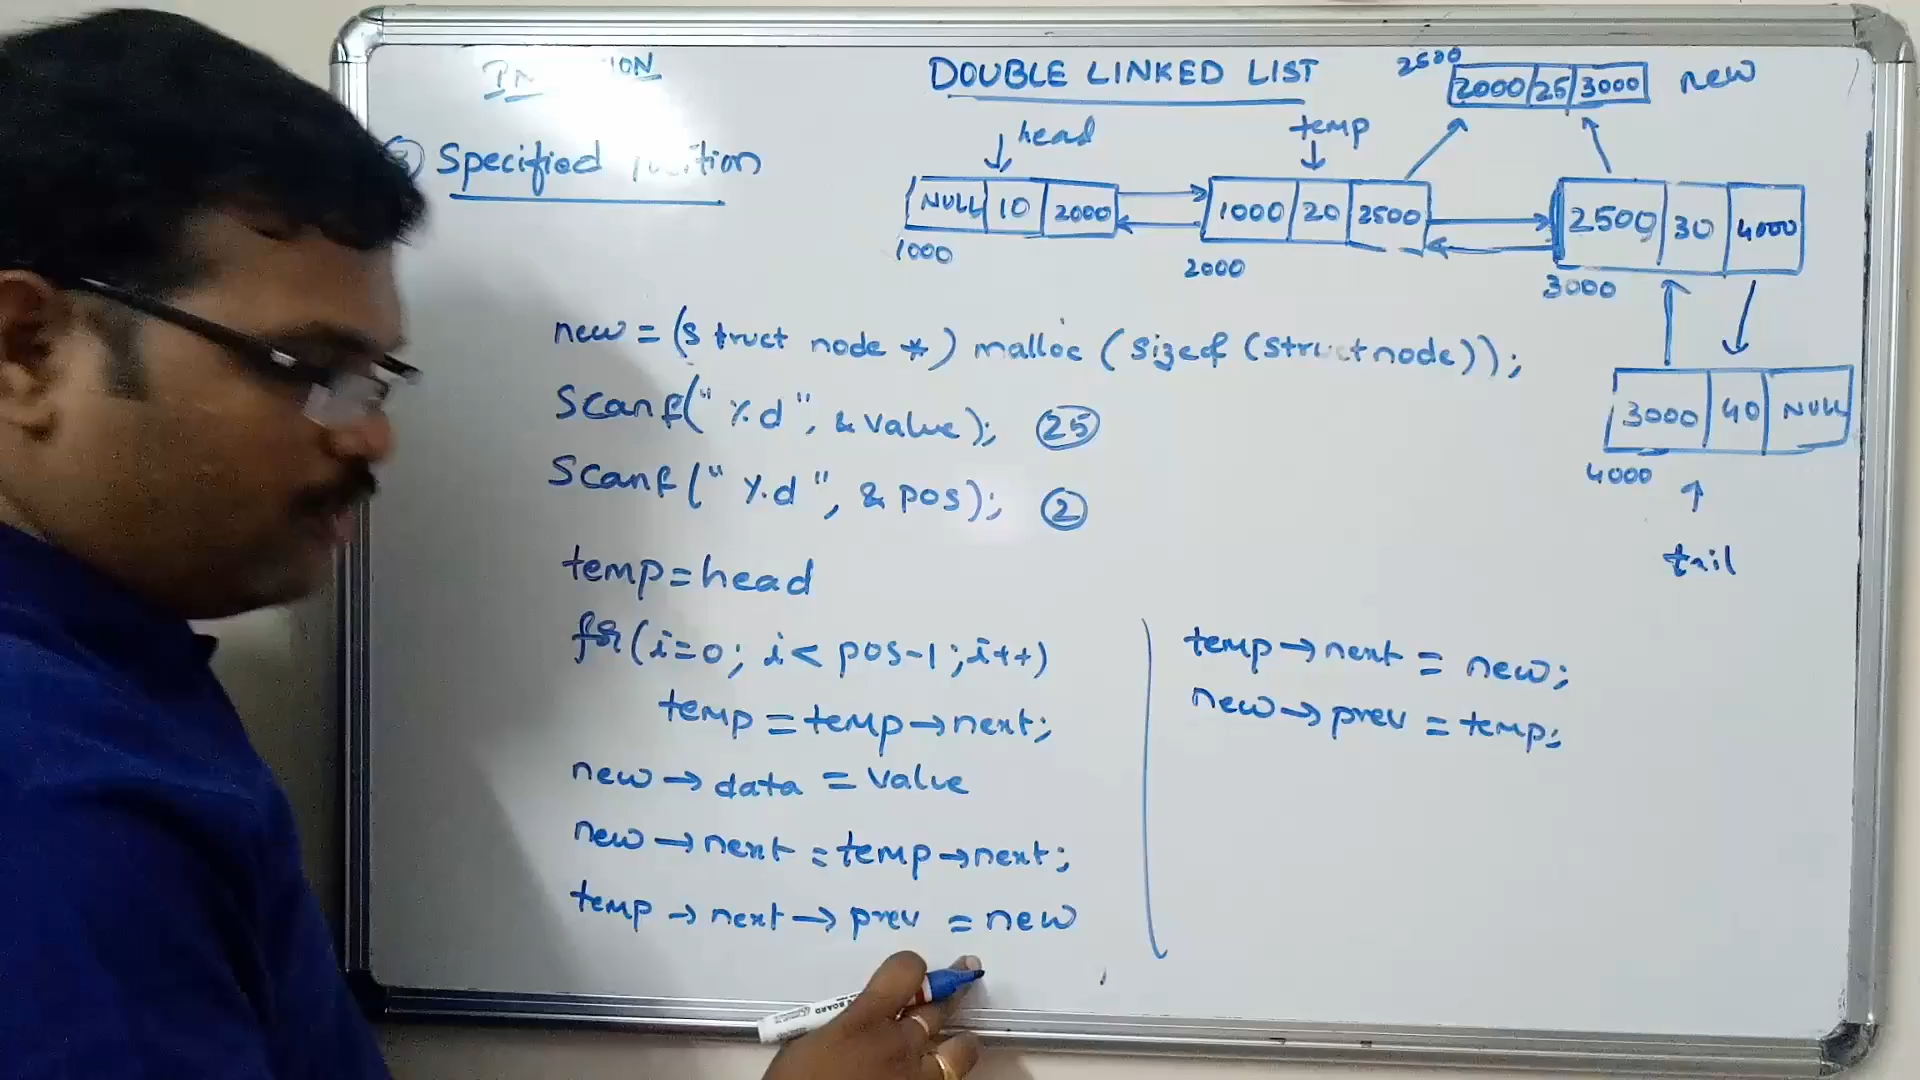 DOUBLE LINKED LIST
Specified
head
temp
2500
2000 25 3000 new
NULL 10 2000
1000
1000 20 2500
2000
2500 30 4000
3000
3000 40 NULL
4000
tail
new = (struct node *) malloc (sizeof (struct node));
scanf("%d", &value); 25
scanf("%d", &pos); 2
temp=head
for(i=0; i< pos-1; i++)
temp = temp→next;
new→data = value
new→next = temp→next;
temp→next→prev = new
temp→next = new;
new→prev = temp;